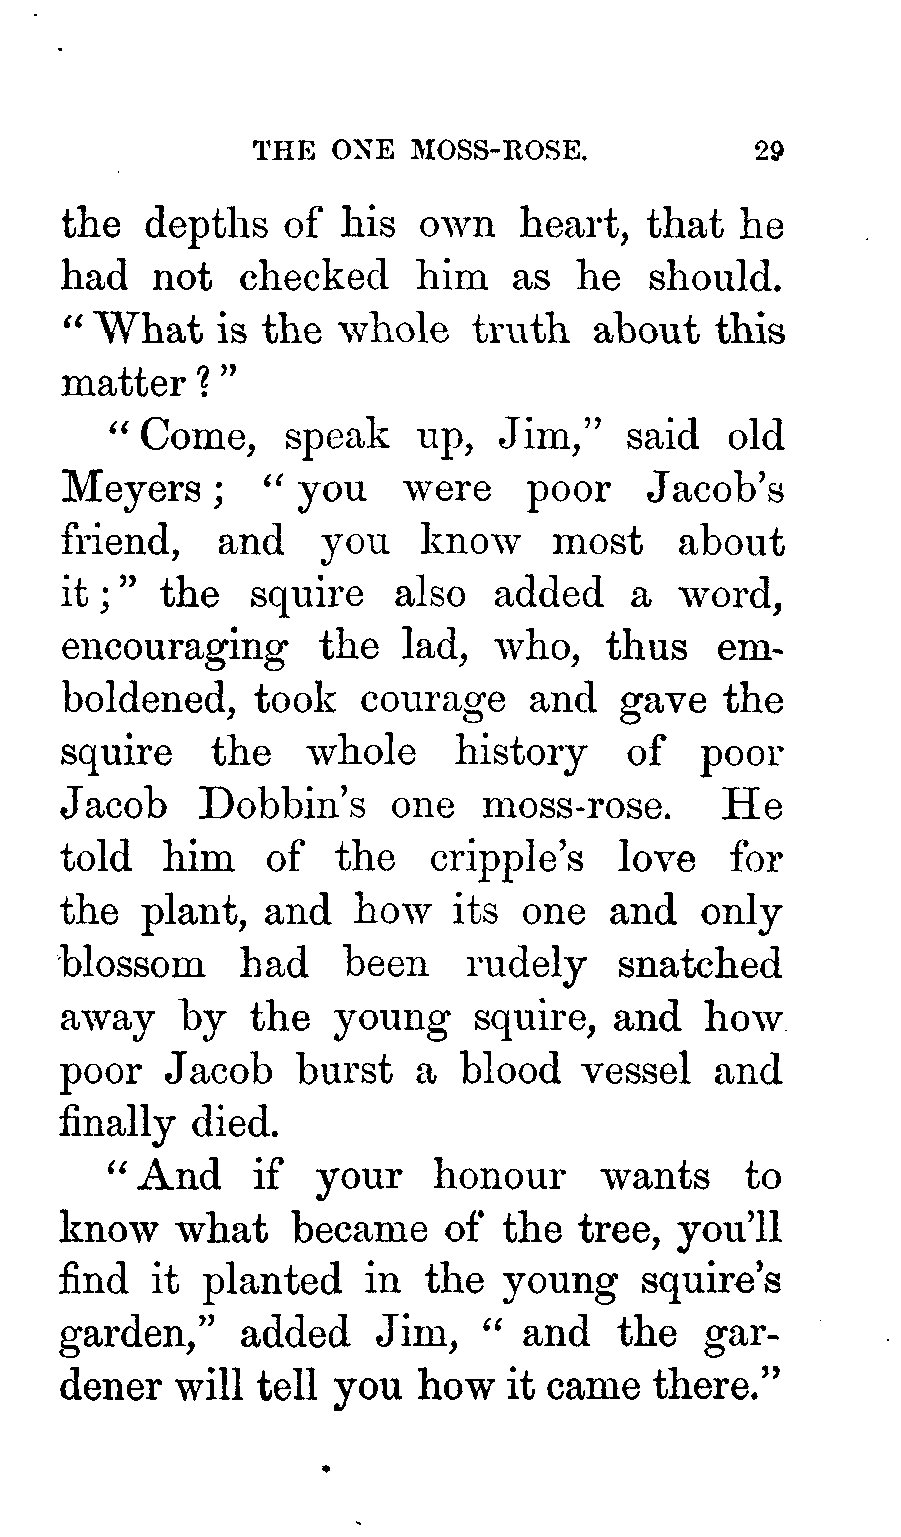 THE ONE MOSS-ROSE. 29
the depths of his own heart, that he
had not checked him as he should.
“What is the whole truth about this
matter?”
“Come, speak up, Jim,” said old
Meyers; “you were poor Jacob’s
friend, and you know most about
it;” the squire also added a word,
encouraging the lad, who, thus em-
boldened, took courage and gave the
squire the whole history of poor
Jacob Dobbin’s one moss-rose. He
told him of the cripple’s love for
the plant, and how its one and only
blossom had been rudely snatched
away by the young squire, and how
poor Jacob burst a blood vessel and
finally died.
“And if your honour wants to
know what became of the tree, you’ll
find it planted in the young squire’s
garden,” added Jim, “and the gar-
dener will tell you how it came there.”